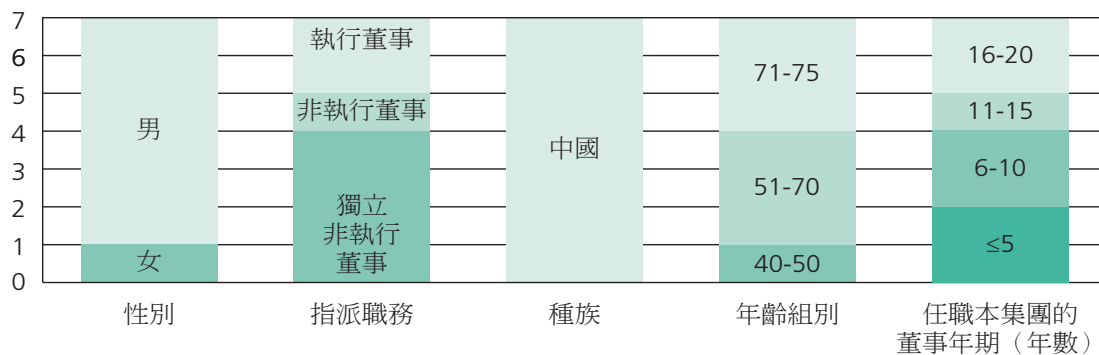 7
6
5
4
3
2
1
0
男
女
執行董事
非執行董事
獨立
非執行
董事
中國
71-75
51-70
40-50
16-20
11-15
6-10
≤5
性別
指派職務
種族
年齡組別
任職本集團的
董事年期（年數）